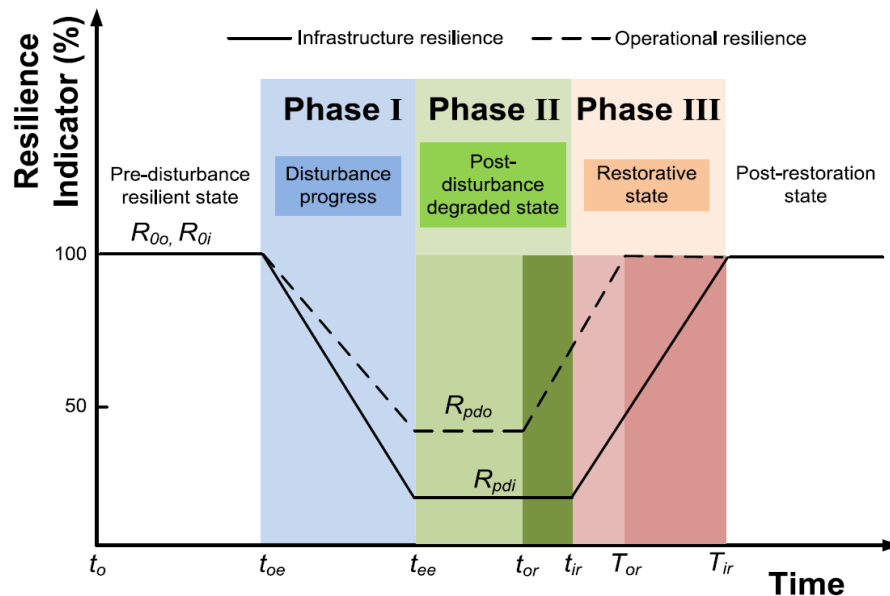 Resilience
Indicator (%)
Infrastructure resilience
Operational resilience
Phase I
Phase II
Phase III
Pre-disturbance
resilient state
Disturbance
progress
Post-
disturbance
degraded state
Restorative
state
Post-restoration
state
R0o, R0i
100
50
Rpdo
Rpdi
to
toe
tee
tor
tir
Tor
Tir
Time